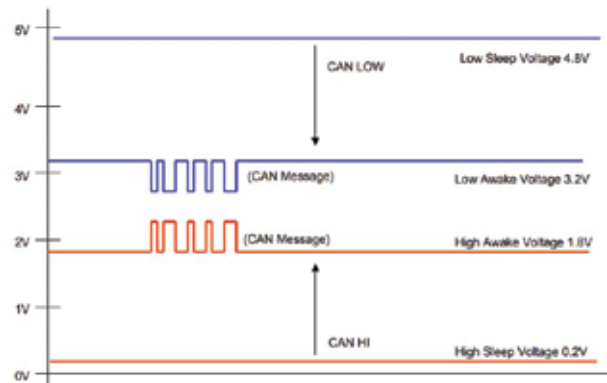 5V
Low Sleep Voltage 4.8V
CAN LOW
4V
3V
(CAN Message)
Low Awake Voltage 3.2V
(CAN Message)
2V
High Awake Voltage 1.8V
1V
CAN HI
High Sleep Voltage 0.2V
0V